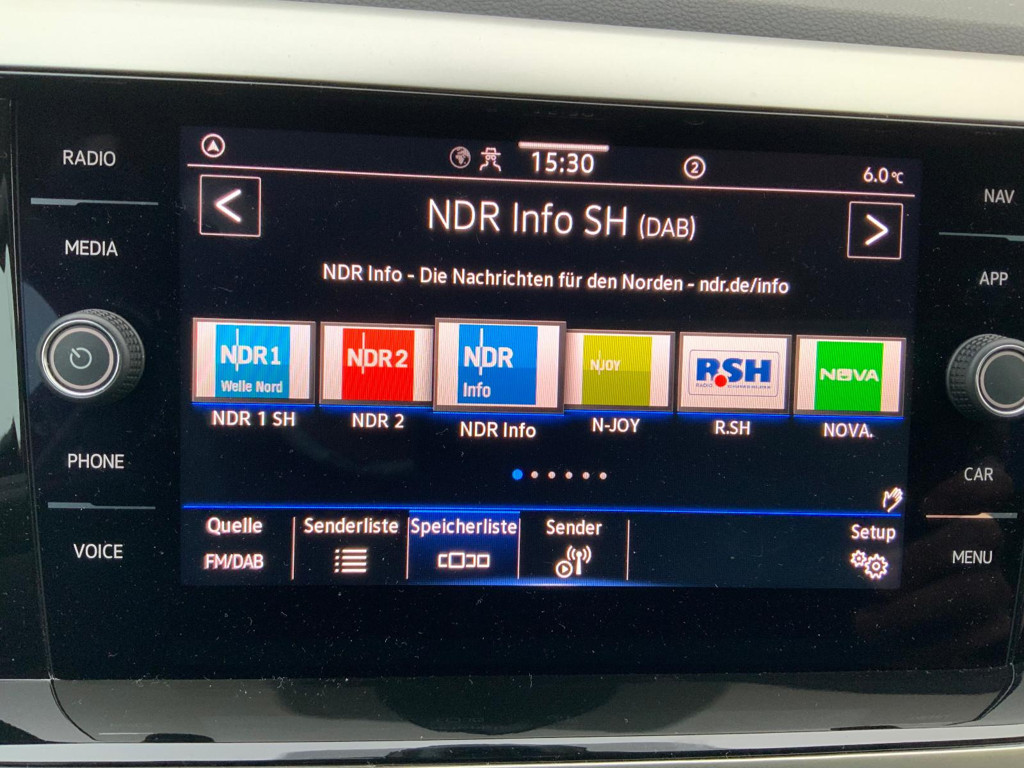 RADIO
MEDIA
PHONE
VOICE
15:30
2
6.0°C
NDR Info SH (DAB)
NDR Info - Die Nachrichten für den Norden - ndr.de/info
NDR 1
Welle Nord
NDR 2
NDR
Info
N-JOY
R.SH
RADIO
NOVA
NDR 1 SH
NDR 2
NDR Info
N-JOY
R.SH
NOVA.
Quelle
FM/DAB
Senderliste
Speicherliste
Sender
Setup
NAV
APP
CAR
MENU